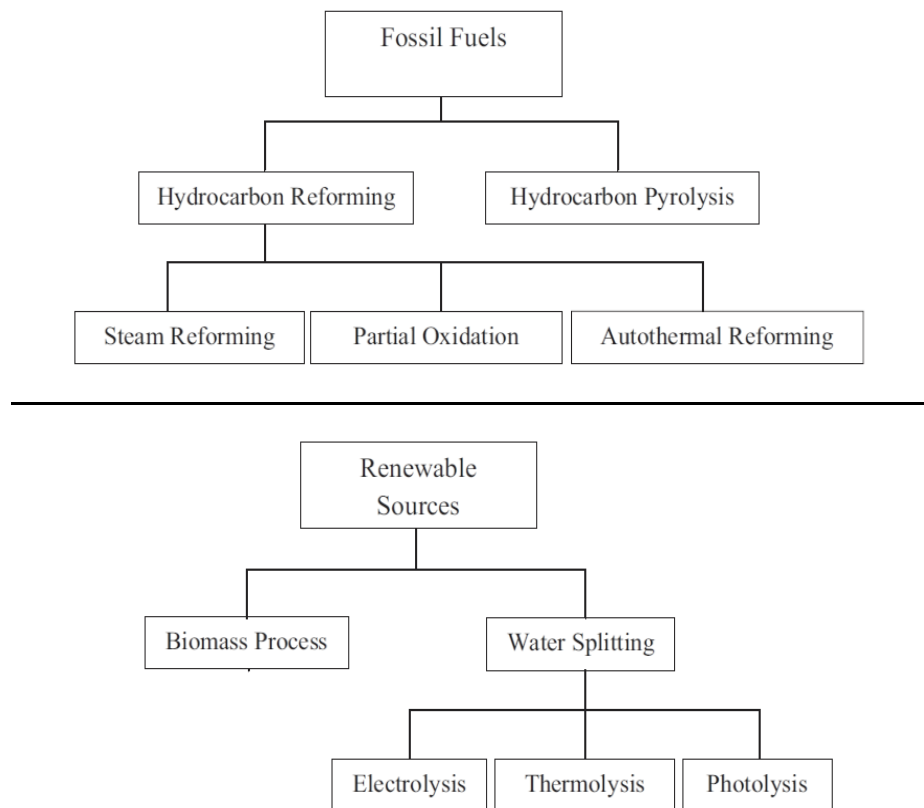 Fossil Fuels
Hydrocarbon Reforming
Hydrocarbon Pyrolysis
Steam Reforming
Partial Oxidation
Autothermal Reforming
Renewable
Sources
Biomass Process
Water Splitting
Electrolysis
Thermolysis
Photolysis